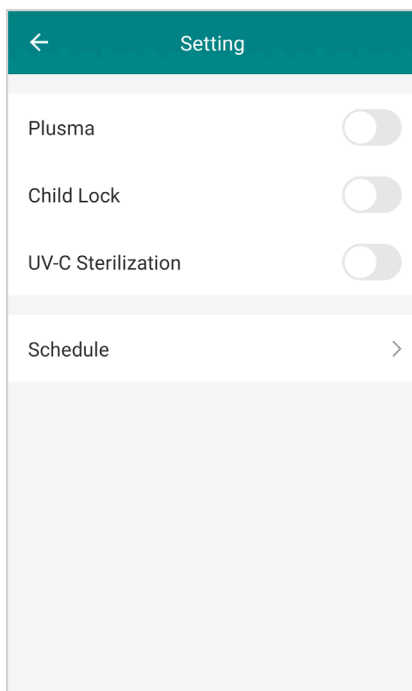 Setting
Plusma
Child Lock
UV-C Sterilization
Schedule